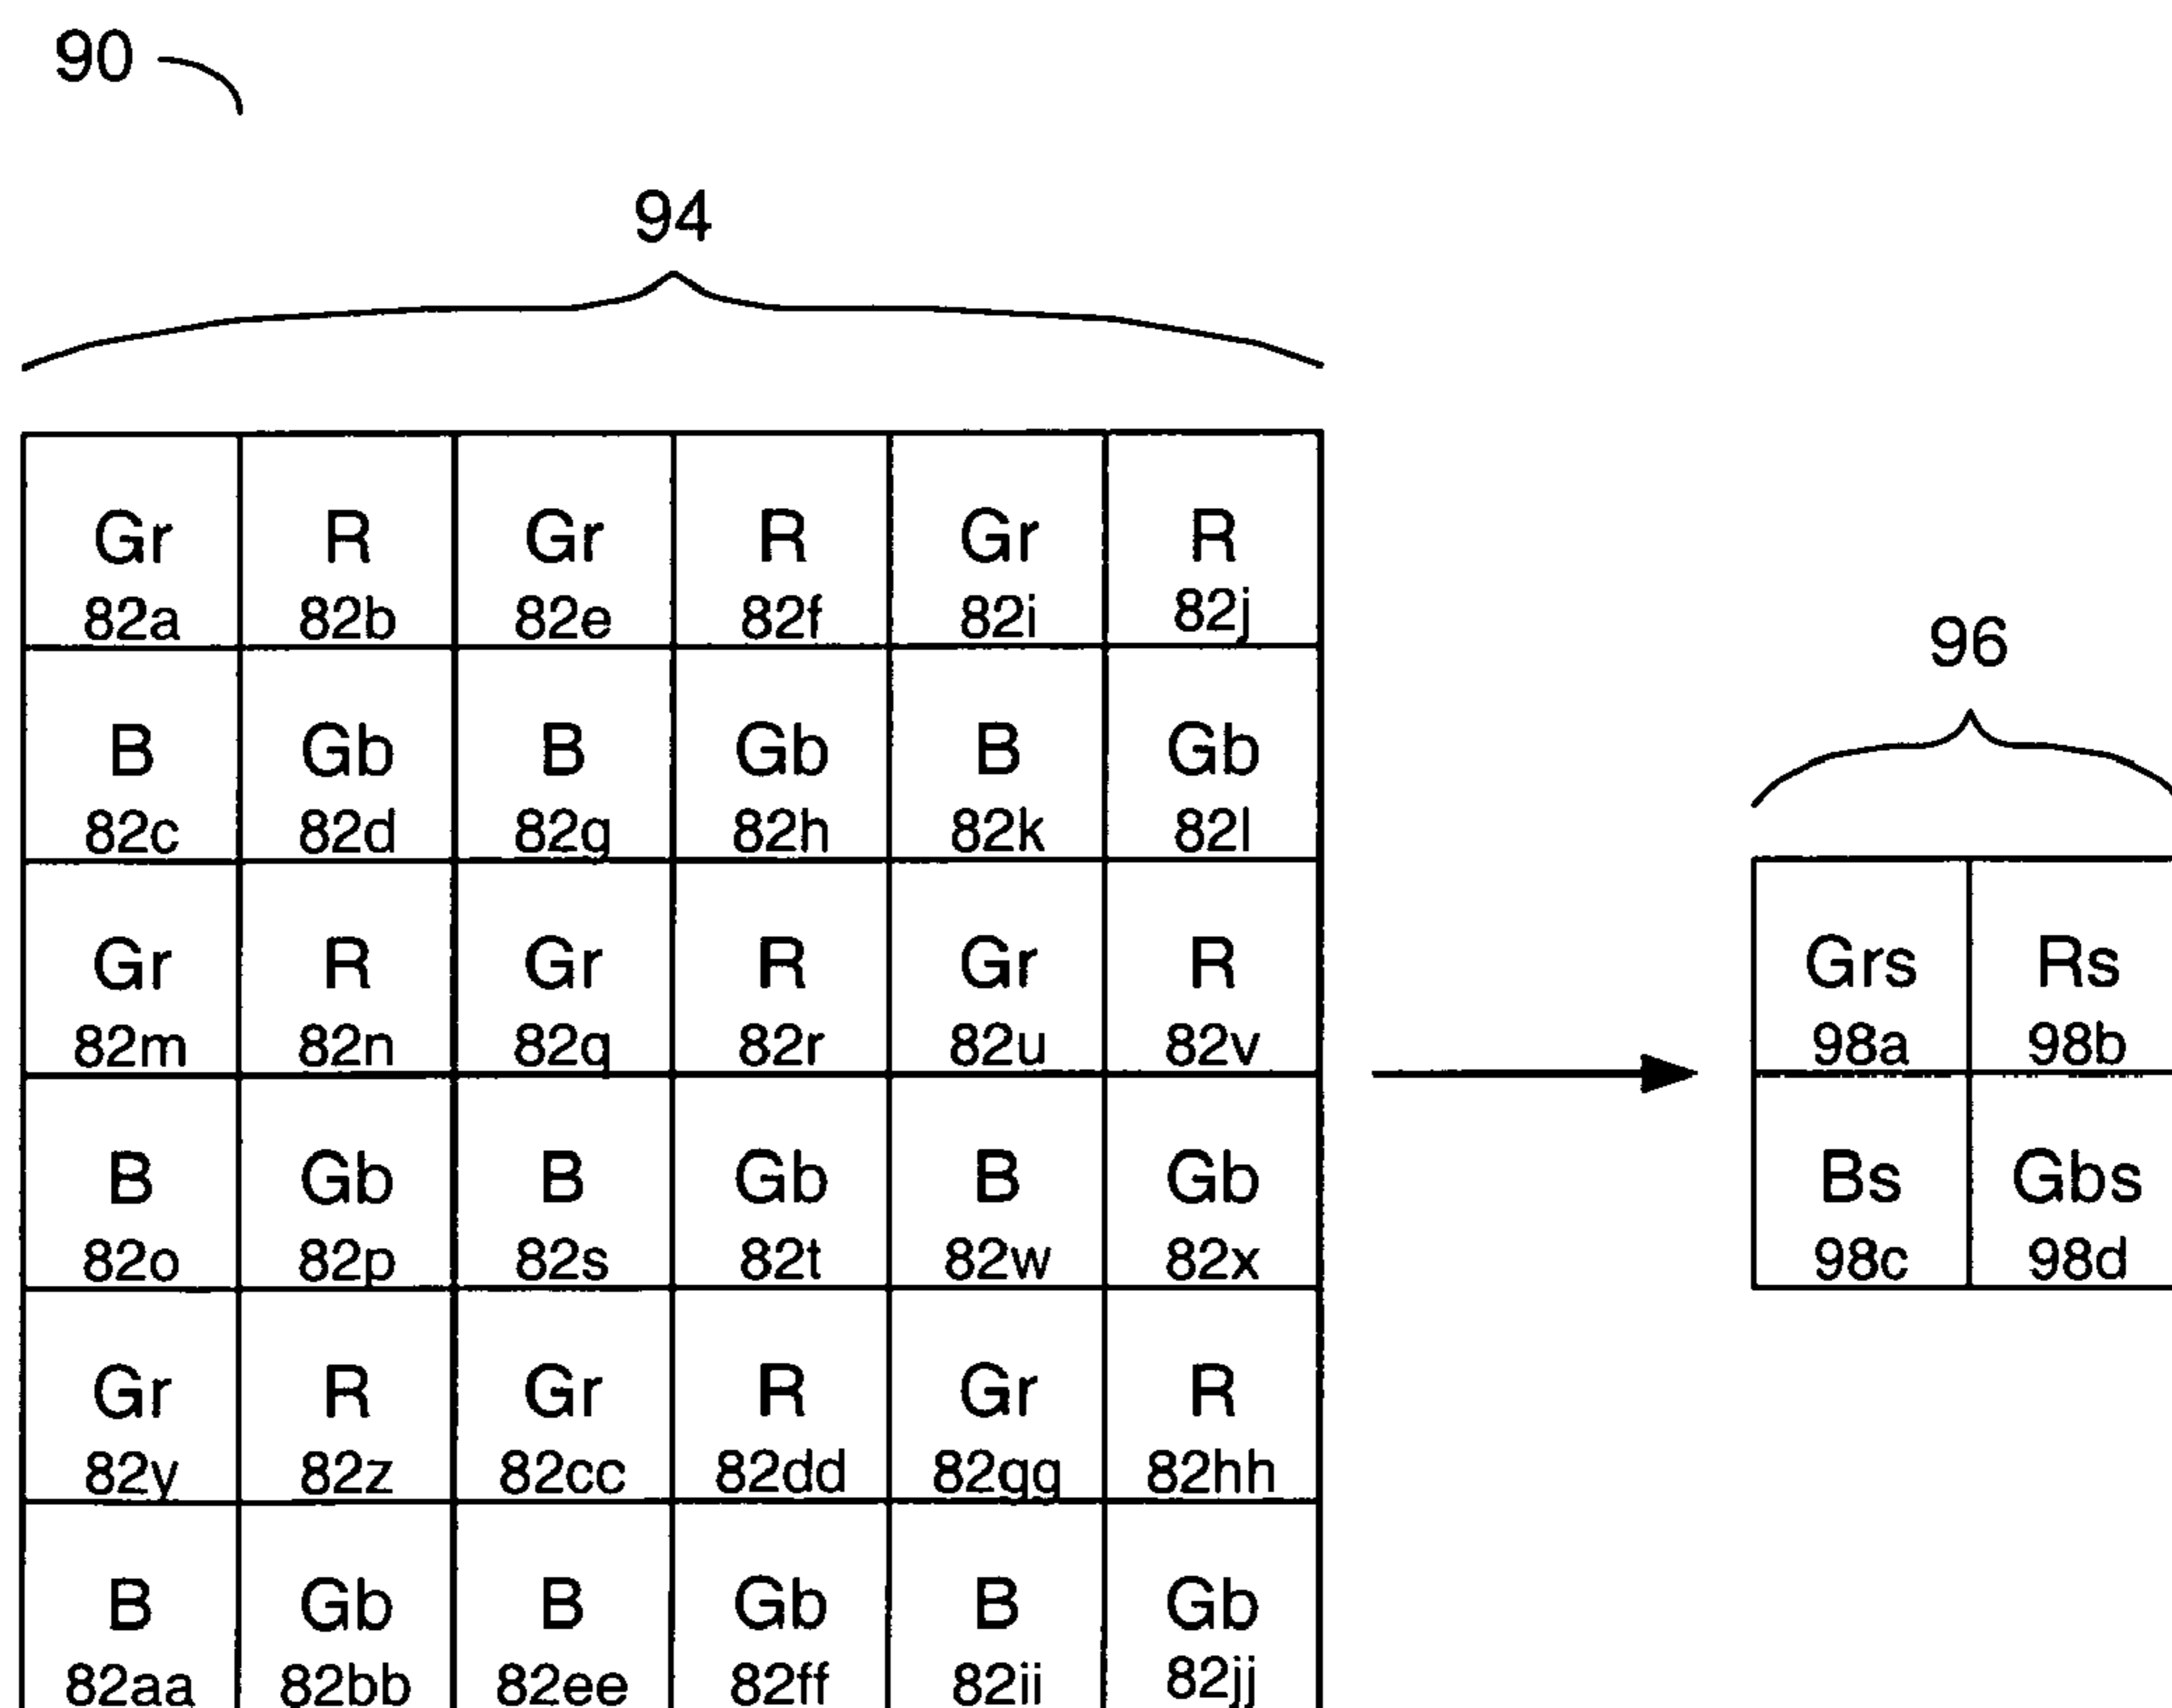 90
94
Gr R Gr R Gr R
82a 82b 82e 82f 82i 82j
96
B Gb B Gb B Gb
82c 82d 82g 82h 82k 82l
Gr R Gr R Gr R Grs Rs
82m 82n 82q 82r 82u 82v 98a 98b
B Gb B Gb B Gb Bs Gbs
82o 82p 82s 82t 82w 82x 98c 98d
Gr R Gr R Gr R
82y 82z 82cc 82dd 82gg 82hh
B Gb B Gb B Gb
82aa 82bb 82ee 82ff 82ii 82jj